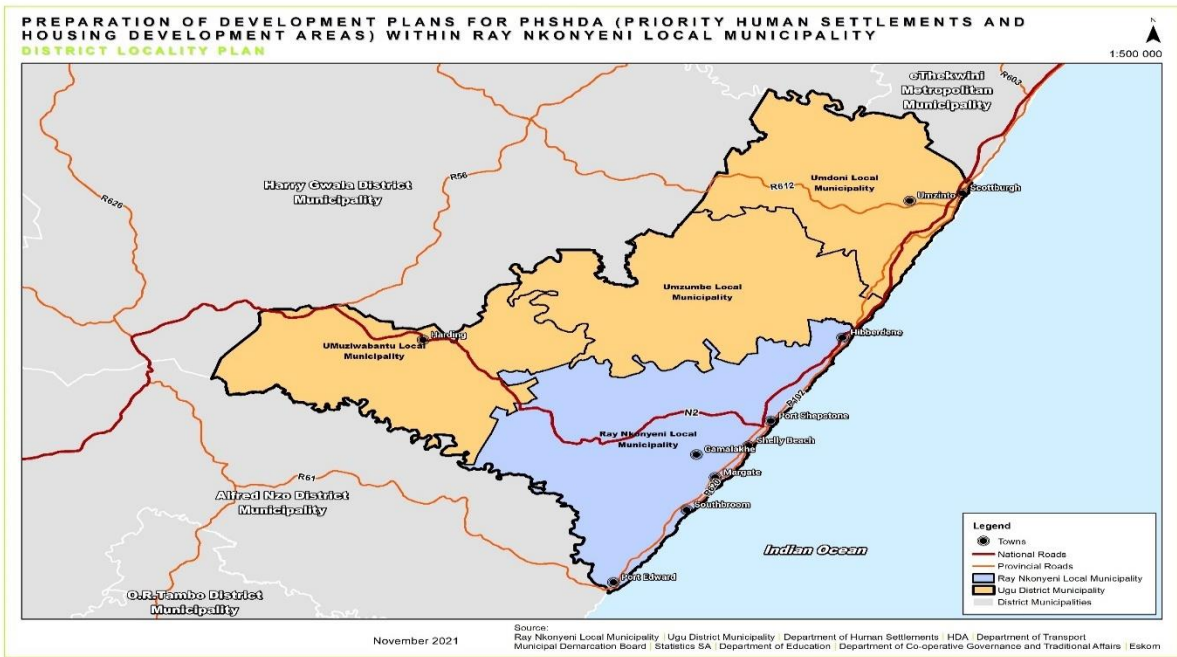 PREPARATION OF DEVELOPMENT PLANS FOR PHSHDA (PRIORITY HUMAN SETTLEMENTS AND
HOUSING DEVELOPMENT AREAS) WITHIN RAY NKONYENI LOCAL MUNICIPALITY
DISTRICT LOCALITY PLAN
N
1:500 000
eThekwini
Metropolitan
Municipality
R603
R56
R612
Umdoni Local
Municipality
Umzinto
Scottburgh
Harry Gwala District
Municipality
R626
Umzumbe Local
Municipality
Harding
UMuziwabantu Local
Municipality
Hibberdene
R102
Port Shepstone
N2
Ray Nkonyeni Local
Municipality
Shelly Beach
Gamalakhe
Margate
R620
Southbroom
R61
Alfred Nzo District
Municipality
Indian Ocean
Port Edward
O.R.Tambo District
Municipality
Legend
Towns
National Roads
Provincial Roads
Ray Nkonyeni Local Municipality
Ugu District Municipality
District Municipalities
November 2021
Source:
Ray Nkonyeni Local Municipality | Ugu District Municipality | Department of Human Settlements | HDA | Department of Transport
Municipal Demarcation Board | Statistics SA | Department of Education | Department of Co-operative Governance and Traditional Affairs | Eskom